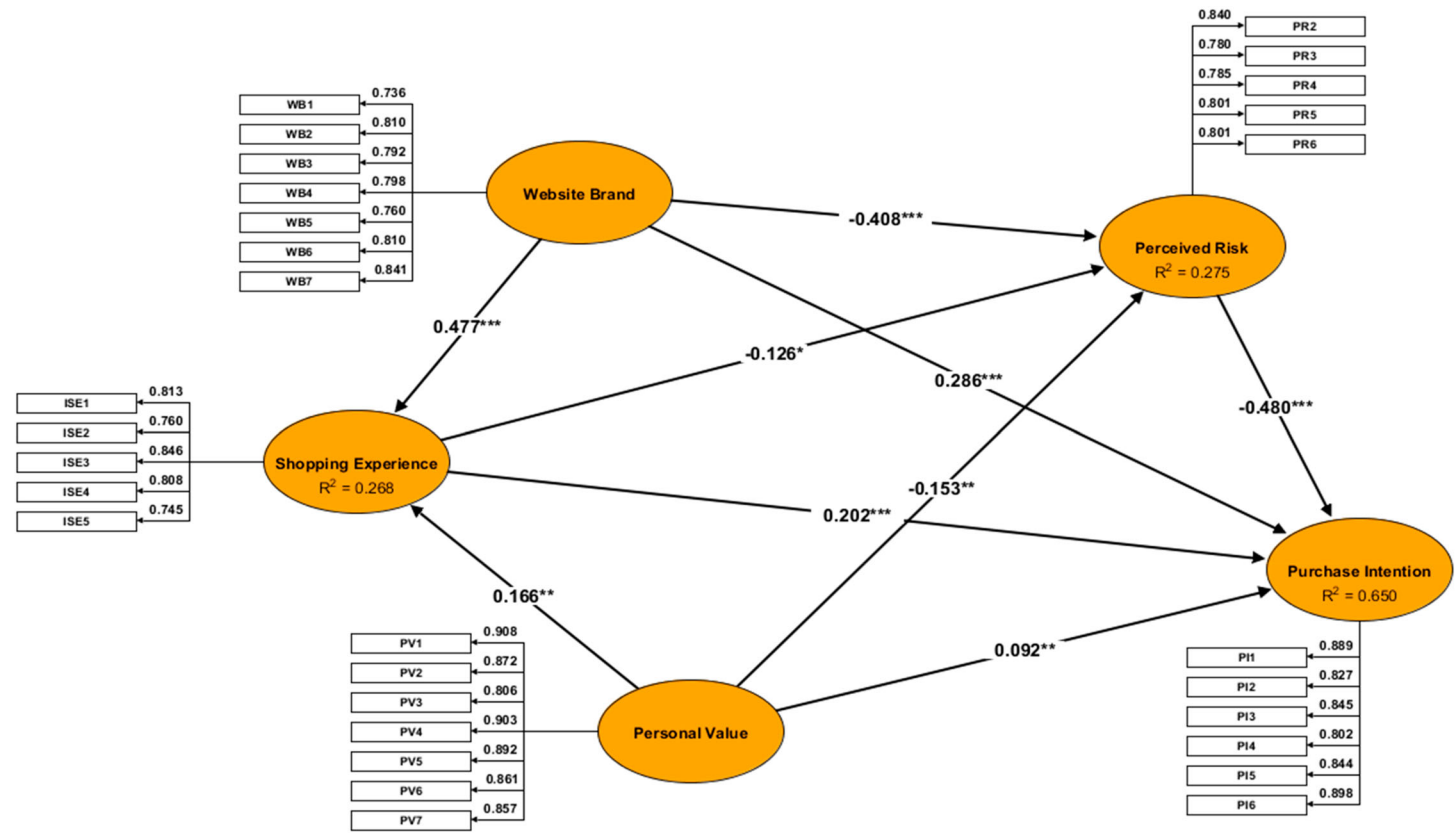 0.840
PR2
0.780
PR3
0.785
PR4
0.801
PR5
0.801
PR6
WB1
0.736
WB2
0.810
WB3
0.792
WB4
0.798
WB5
0.760
WB6
0.810
WB7
0.841
Website Brand
-0.408***
Perceived Risk
R² = 0.275
0.477***
-0.126*
0.286***
-0.480***
ISE1
0.813
ISE2
0.760
ISE3
0.846
ISE4
0.808
ISE5
0.745
Shopping Experience
R² = 0.268
-0.153**
0.202***
Purchase Intention
R² = 0.650
0.166**
0.092**
PV1
0.908
PV2
0.872
PV3
0.806
PV4
0.903
PV5
0.892
PV6
0.861
PV7
0.857
Personal Value
PI1
0.889
PI2
0.827
PI3
0.845
PI4
0.802
PI5
0.844
PI6
0.898